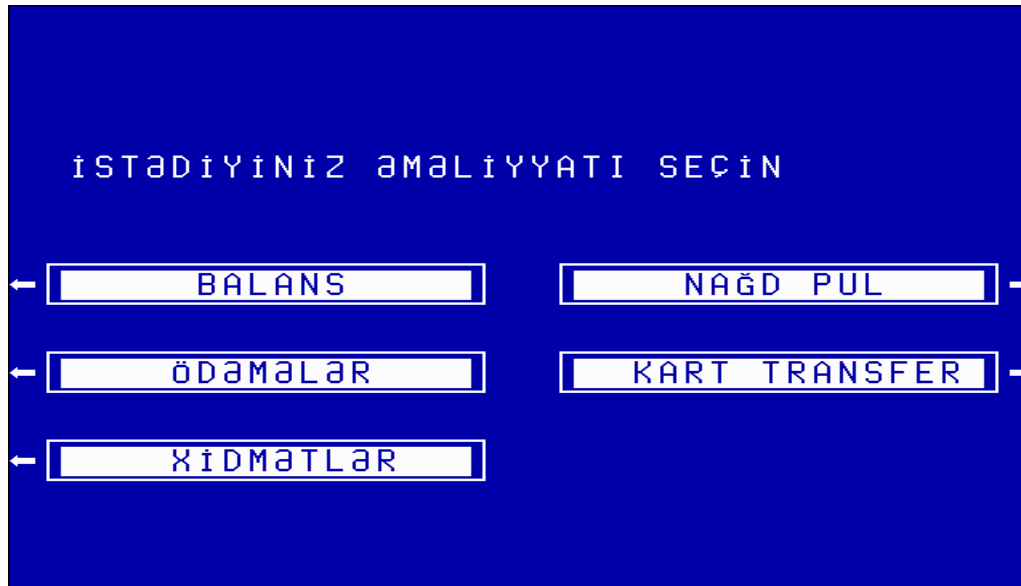 İSTƏDİYİNİZ ƏMƏLİYYATI SEÇİN
BALANS
NAĞD PUL
ÖDƏMƏLƏR
KART TRANSFER
XİDMƏTLƏR